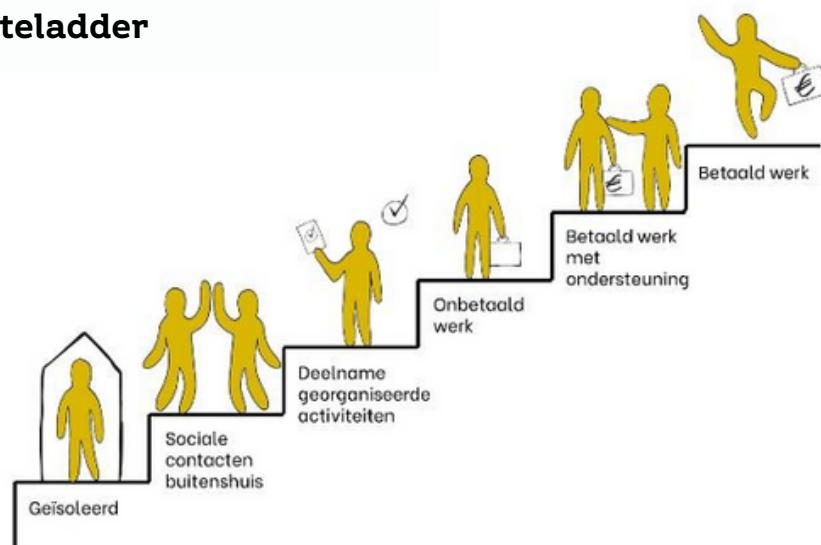 teladder
Betaald werk
Betaald werk
met
ondersteuning
Onbetaald
werk
Deelname
georganiseerde
activiteiten
Sociale
contacten
buitenshuis
Geïsoleerd
€
€